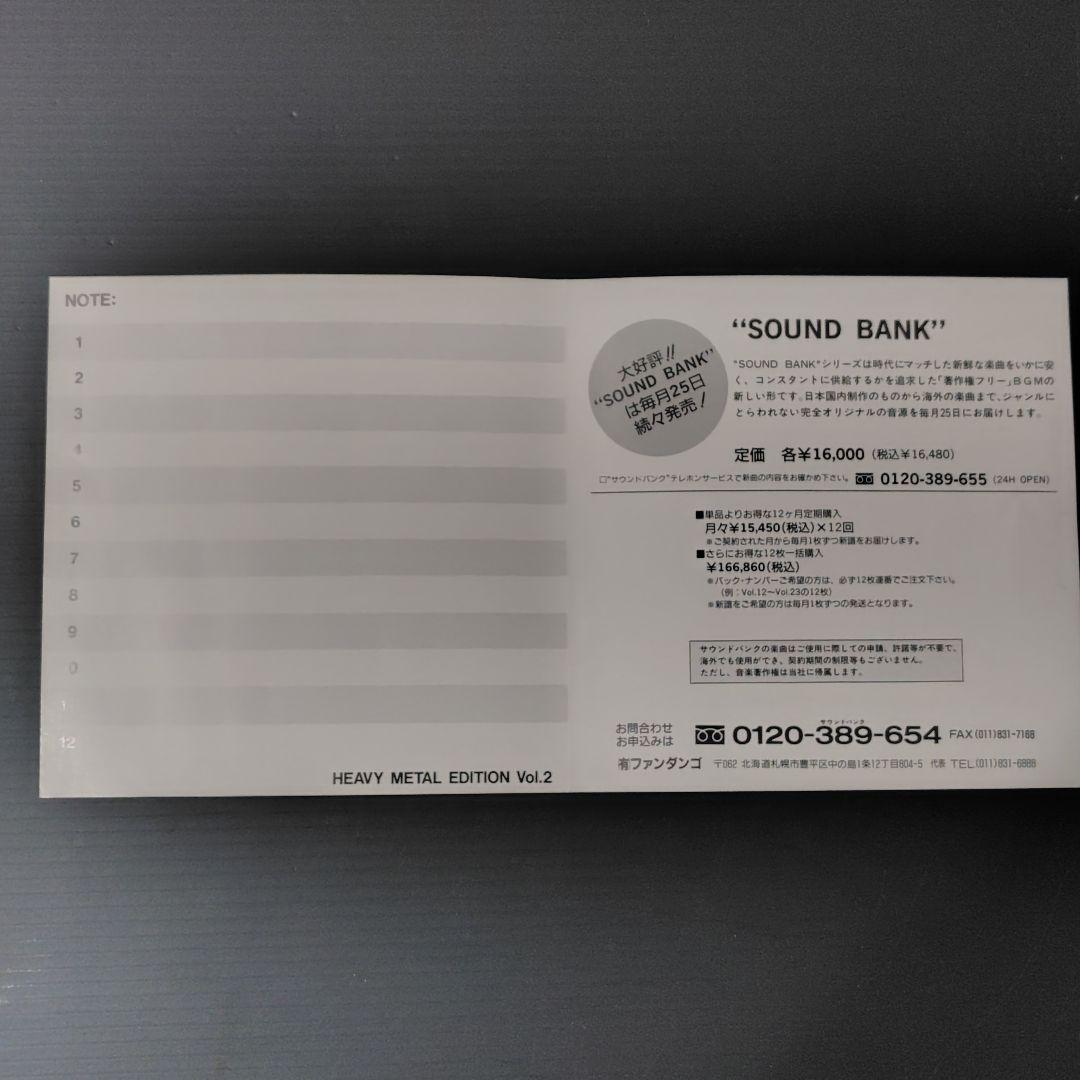 NOTE:
1
2
3
4
5
6
7
8
9
0
1
12
HEAVY METAL EDITION Vol.2
大好評!!
“SOUND BANK”
は毎月25日
続々発売！
“SOUND BANK”
“SOUND BANK”シリーズは時代にマッチした新鮮な楽曲をいかに安
く、コンスタントに供給するかを追求した「著作権フリー」BGMの
新しい形です。日本国内制作のものから海外の楽曲まで、ジャンルに
とらわれない完全オリジナルの音源を毎月25日にお届けします。
定価 各¥16,000（税込¥16,480）
□“サウンドバンク”テレホンサービスで新曲の内容をお確かめ下さい。 0120-389-655 (24H OPEN)
■単品よりお得な12ヶ月定期購入
月々¥15,450(税込)×12回
※ご契約された月から毎月1枚ずつ新譜をお届けします。
■さらにお得な12枚一括購入
¥166,860(税込)
※バック・ナンバーご希望の方は、必ず12枚連番でご注文下さい。
（例：Vol.12〜Vol.23の12枚）
※新譜をご希望の方は毎月1枚ずつの発送となります。
サウンドバンクの楽曲はご使用に際しての申請、許諾等が不要で、
海外でも使用ができ、契約期間の制限等もございません。
ただし、音楽著作権は当社に帰属します。
お問合わせ
お申込みは
サウンドバンク
0120-389-654 FAX(011)831-7168
有ファンダンゴ 〒062 北海道札幌市豊平区中の島1条12丁目804-5 代表 TEL(011)831-6888